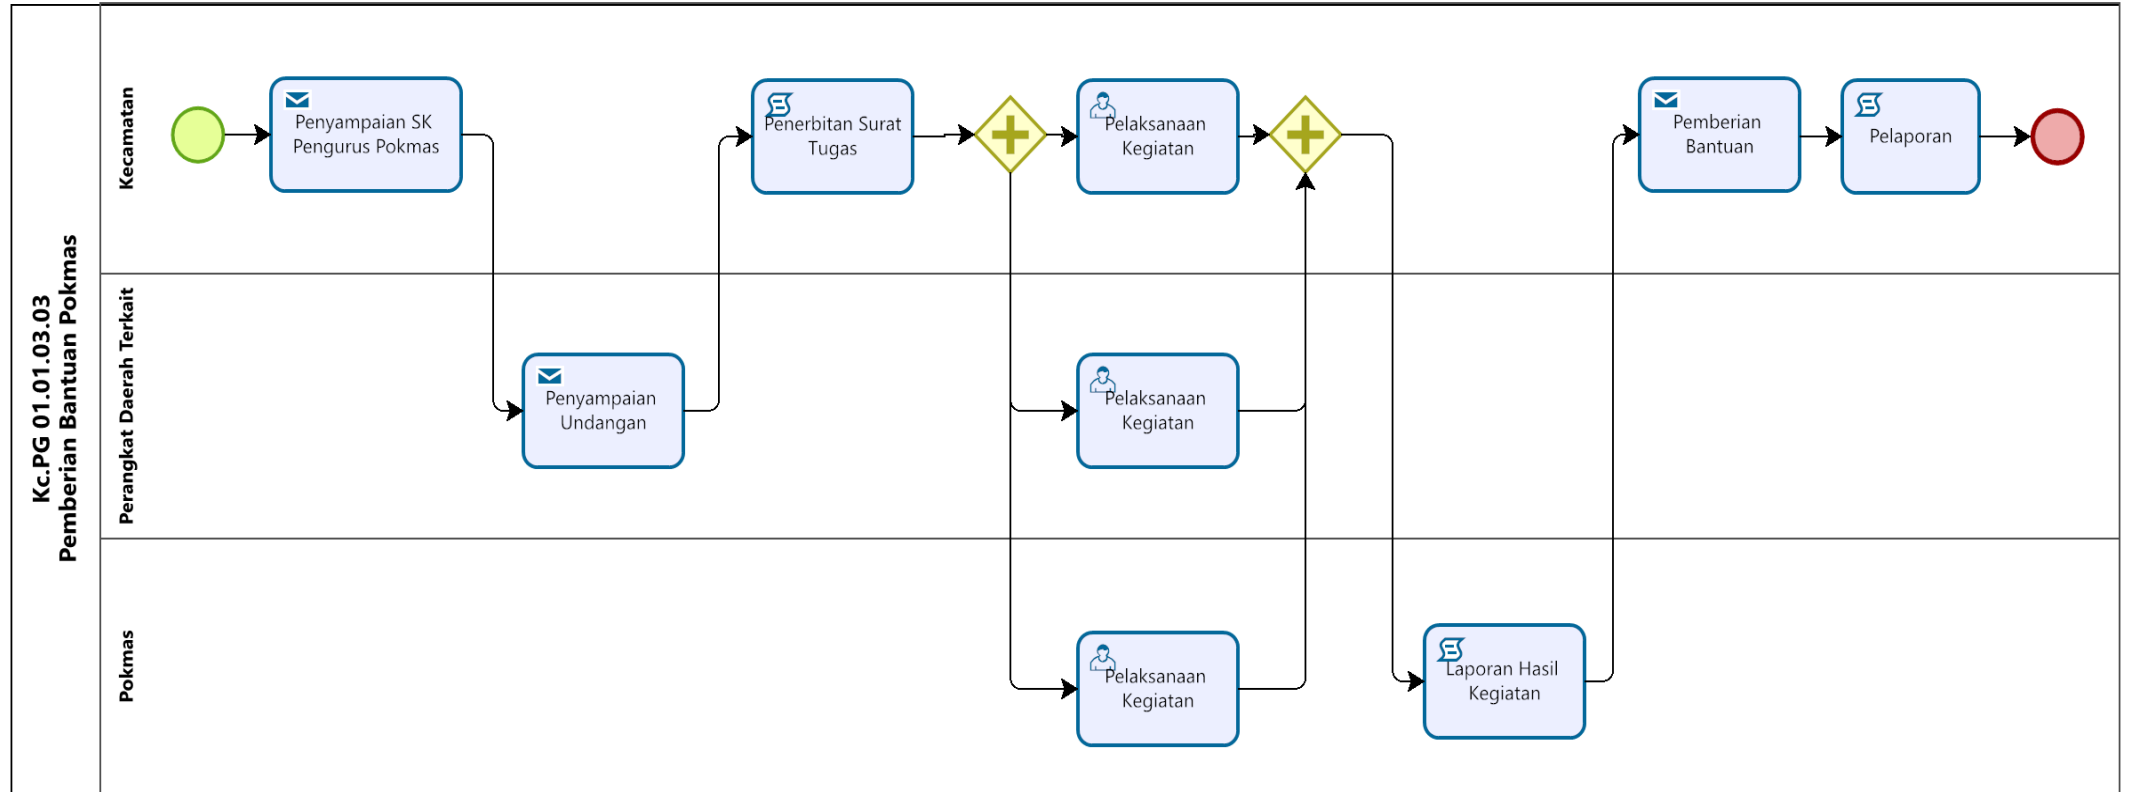 Kc.PG 01.01.03.03
Pemberian Bantuan Pokmas
Kecamatan
Penyampaian SK
Pengurus Pokmas
Penerbitan Surat
Tugas
Pelaksanaan
Kegiatan
Pemberian
Bantuan
Pelaporan
Perangkat Daerah Terkait
Penyampaian
Undangan
Pelaksanaan
Kegiatan
Pokmas
Pelaksanaan
Kegiatan
Laporan Hasil
Kegiatan